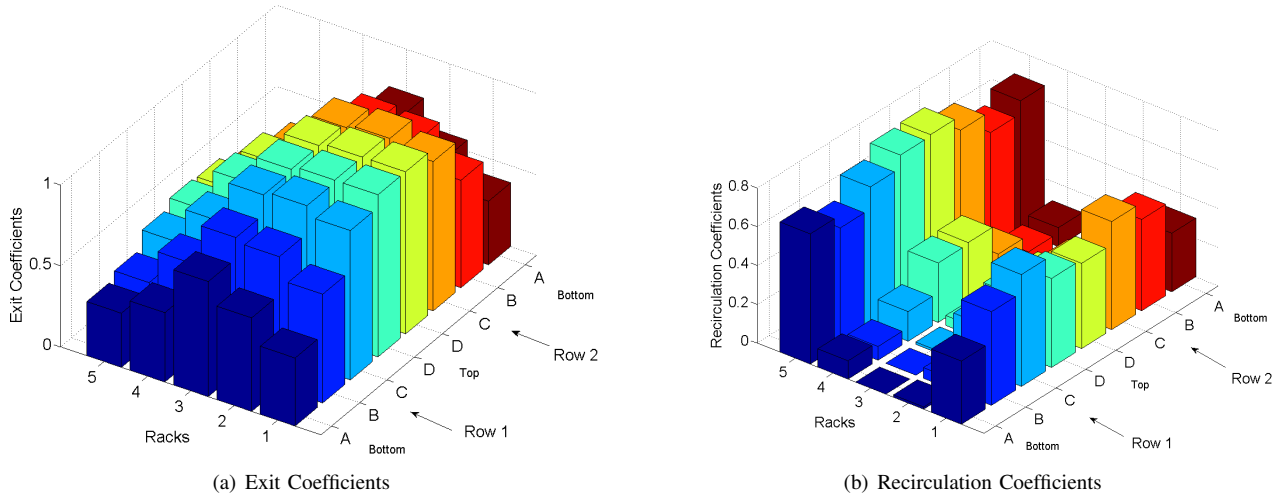 1
0.5
0
Exit Coefficients
5
4
3
2
1
Racks
A
B
C
D
D
C
B
A
Bottom
Top
Bottom
Row 1
Row 2
(a) Exit Coefficients
0.8
0.6
0.4
0.2
0
Recirculation Coefficients
5
4
3
2
1
Racks
A
B
C
D
D
C
B
A
Bottom
Top
Bottom
Row 1
Row 2
(b) Recirculation Coefficients